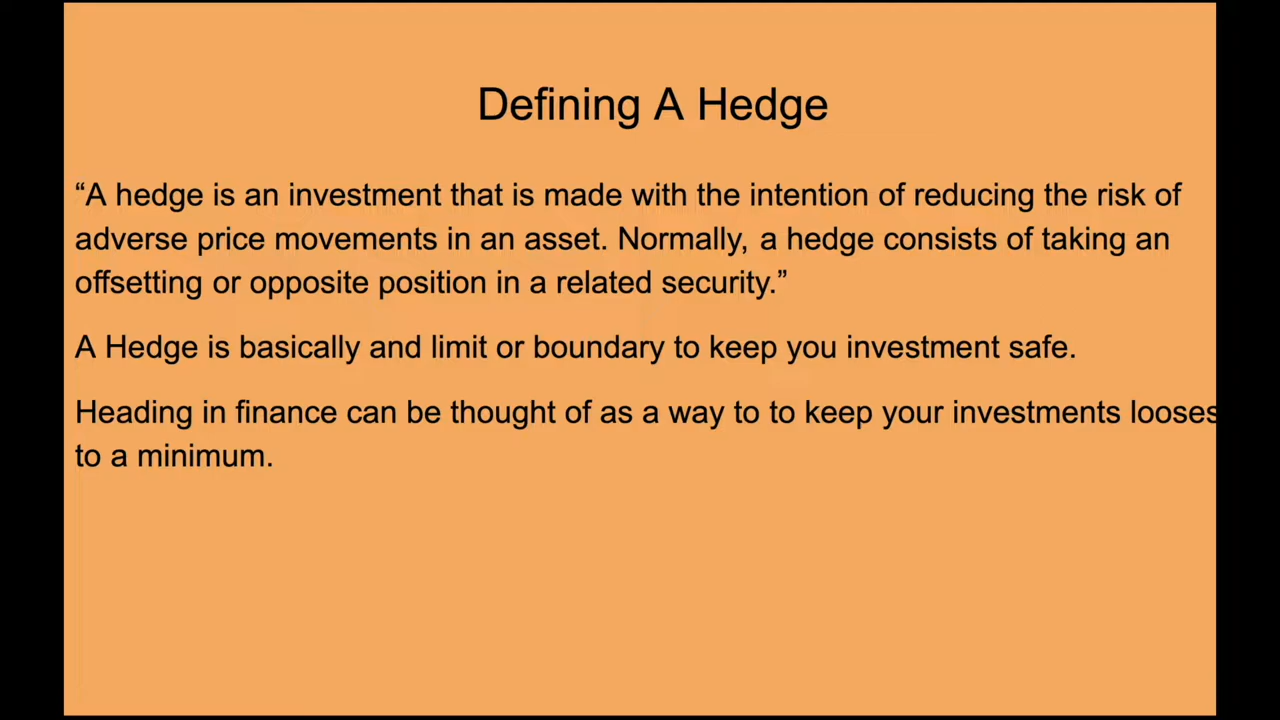 Defining A Hedge
“A hedge is an investment that is made with the intention of reducing the risk of
adverse price movements in an asset. Normally, a hedge consists of taking an
offsetting or opposite position in a related security.”
A Hedge is basically and limit or boundary to keep you investment safe.
Heading in finance can be thought of as a way to to keep your investments looses
to a minimum.